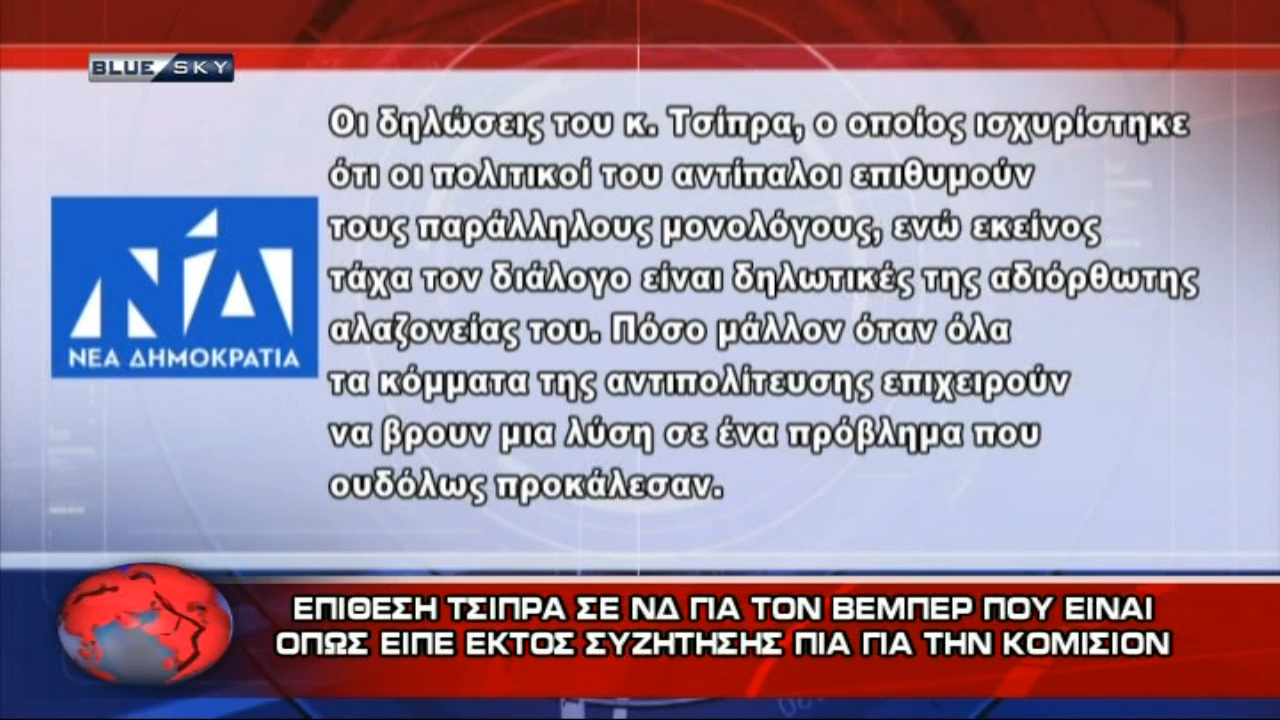 BLUE SKY
Οι δηλώσεις του κ. Τσίπρα, ο οποίος ισχυρίστηκε
ότι οι πολιτικοί του αντίπαλοι επιθυμούν
τους παράλληλους μονολόγους, ενώ εκείνος
τάχα τον διάλογο είναι δηλωτικές της αδιόρθωτης
αλαζονείας του. Πόσο μάλλον όταν όλα
τα κόμματα της αντιπολίτευσης επιχειρούν
να βρουν μια λύση σε ένα πρόβλημα που
ουδόλως προκάλεσαν.
ΝΔ
ΝΕΑ ΔΗΜΟΚΡΑΤΙΑ
ΕΠΙΘΕΣΗ ΤΣΙΠΡΑ ΣΕ ΝΔ ΓΙΑ ΤΟΝ ΒΕΜΠΕΡ ΠΟΥ ΕΙΝΑΙ
ΟΠΩΣ ΕΙΠΕ ΕΚΤΟΣ ΣΥΖΗΤΗΣΗΣ ΠΙΑ ΓΙΑ ΤΗΝ ΚΟΜΙΣΙΟΝ